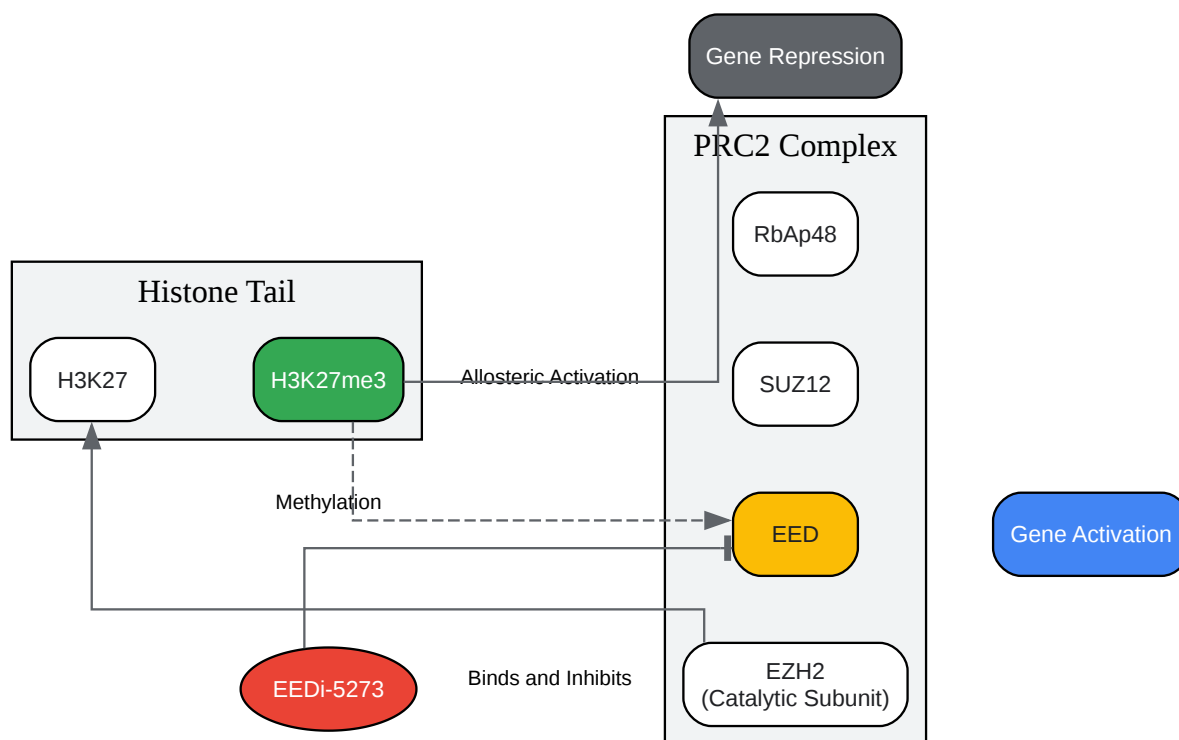 Gene Repression
PRC2 Complex
RbAp48
Histone Tail
H3K27
H3K27me3
Allosteric Activation
SUZ12
Methylation
EED
Gene Activation
EEDi-5273
Binds and Inhibits
EZH2
(Catalytic Subunit)